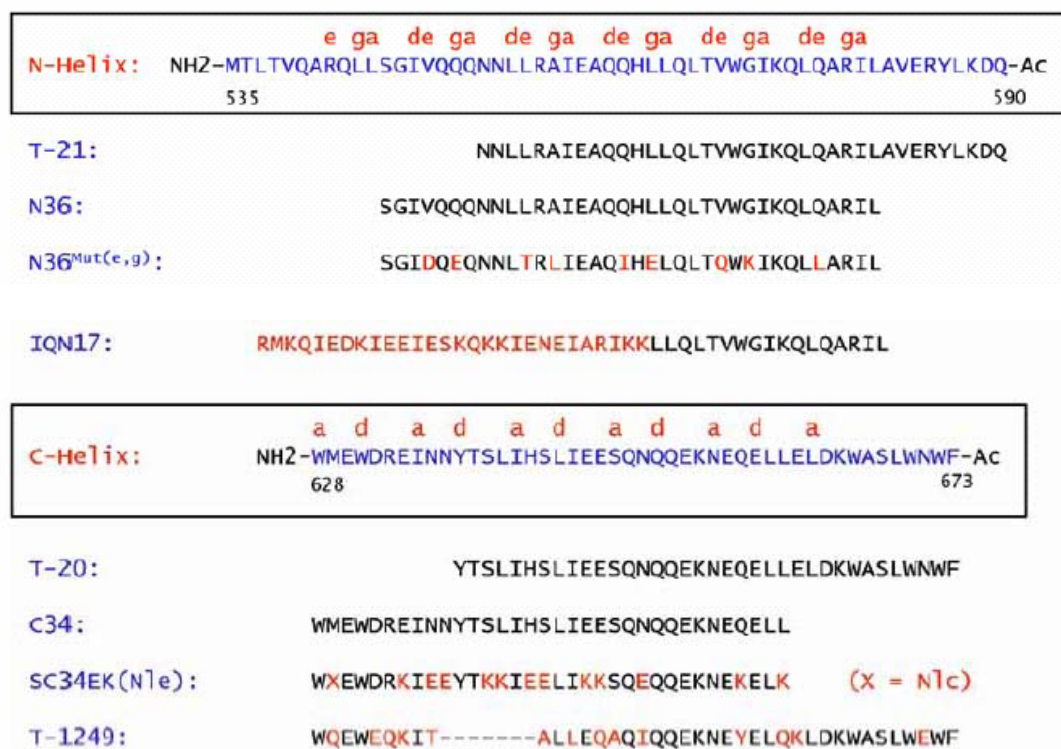 e ga de ga de ga de ga de ga de ga
N-Helix: NH2-MTLTVQARQLLSGIVQQQNNLLRAIEAQQHLLQLTVWGIKQLQARILAVERYLKDQ-Ac
535 590
T-21: NNLLRAIEAQQHLLQLTVWGIKQLQARILAVERYLKDQ
N36: SGIVQQQNNLLRAIEAQQHLLQLTVWGIKQLQARIL
N36Mut(e,g): SGIDQEQNNLTRLIEAQIHELQLTQWKIKQLLARIL
IQN17: RMKQIEDKIEEIESKQKKIENEIARIKKLLQLTVWGIKQLQARIL
a d a d a d a d a d a
C-Helix: NH2-WMEWDREINNYTSLIHSLIEESQNQQEKNEQELLELDKWASLWNWF-Ac
628 673
T-20: YTSLIHSLIEESQNQQEKNEQELLELDKWASLWNWF
C34: WMEWDREINNYTSLIHSLIEESQNQQEKNEQELL
SC34EK(Nle): WXEWDRKIEEYTKKIEELIKKSQEQQEKNEKELK (X = Nlc)
T-1249: WQEWEQKIT-------ALLEQAQIQQEKNEYELQKLDKWASLWEWF